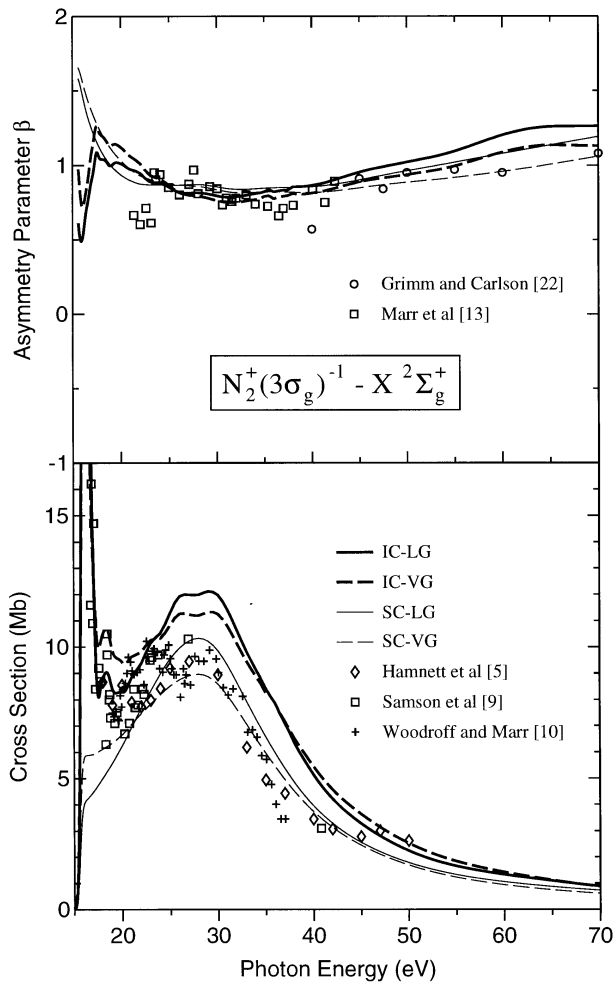 2
1
0
-1
Asymmetry Parameter β
Grimm and Carlson [22]
Marr et al [13]
N₂⁺(3σg)⁻¹ - X ²Σg⁺
15
10
5
0
Cross Section (Mb)
IC-LG
IC-VG
SC-LG
SC-VG
Hamnett et al [5]
Samson et al [9]
Woodroff and Marr [10]
20 30 40 50 60 70
Photon Energy (eV)